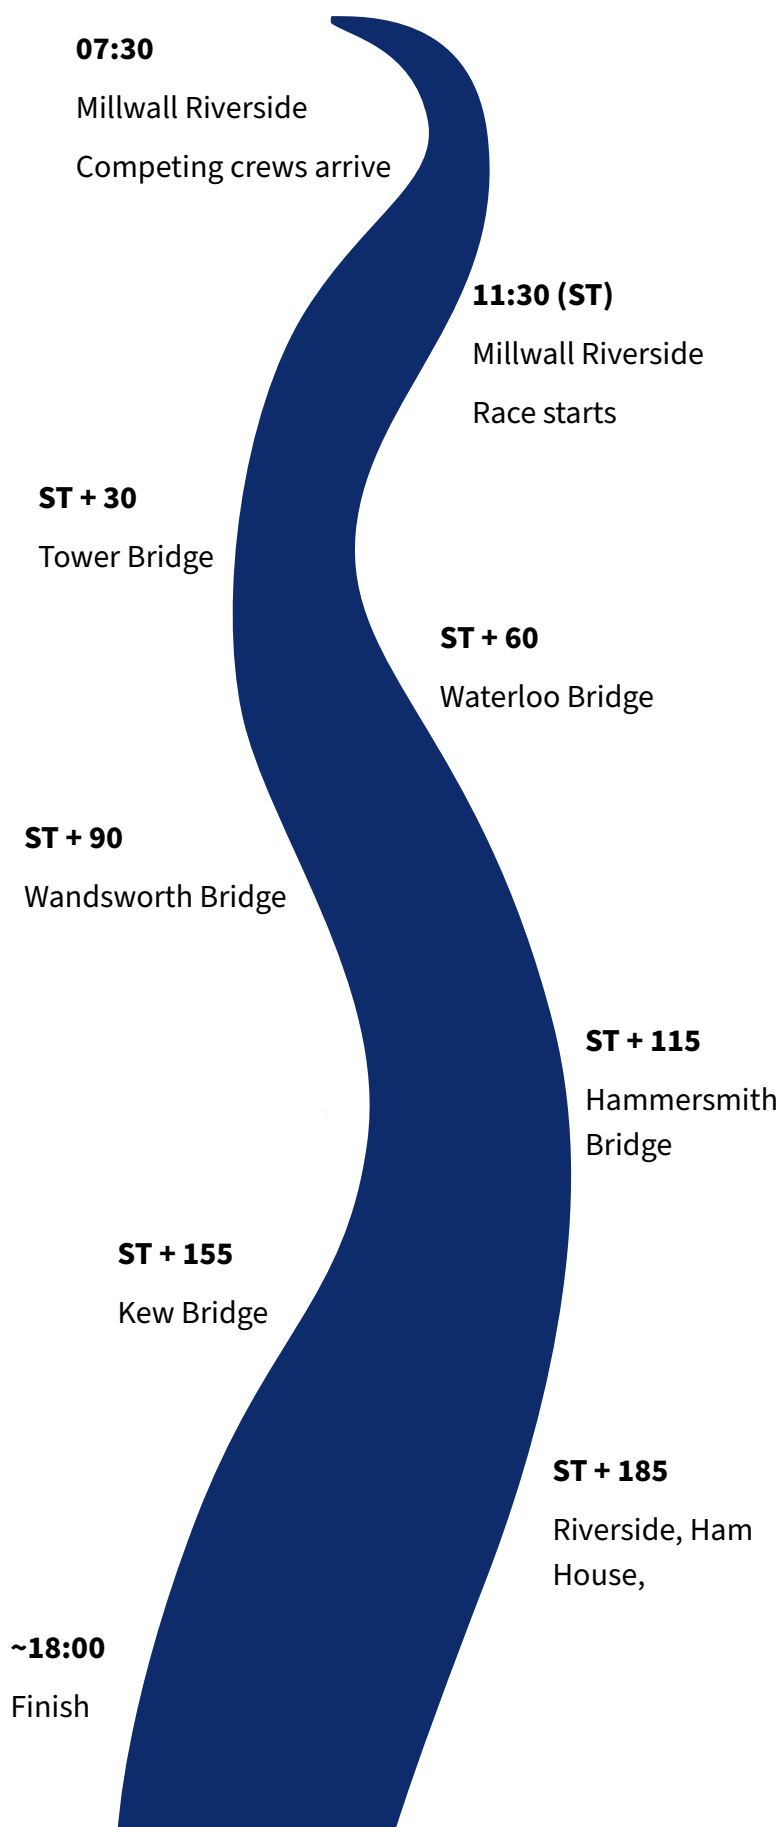 07:30
Millwall Riverside
Competing crews arrive
11:30 (ST)
Millwall Riverside
Race starts
ST + 30
Tower Bridge
ST + 60
Waterloo Bridge
ST + 90
Wandsworth Bridge
ST + 115
Hammersmith
Bridge
ST + 155
Kew Bridge
ST + 185
Riverside, Ham
House,
~18:00
Finish